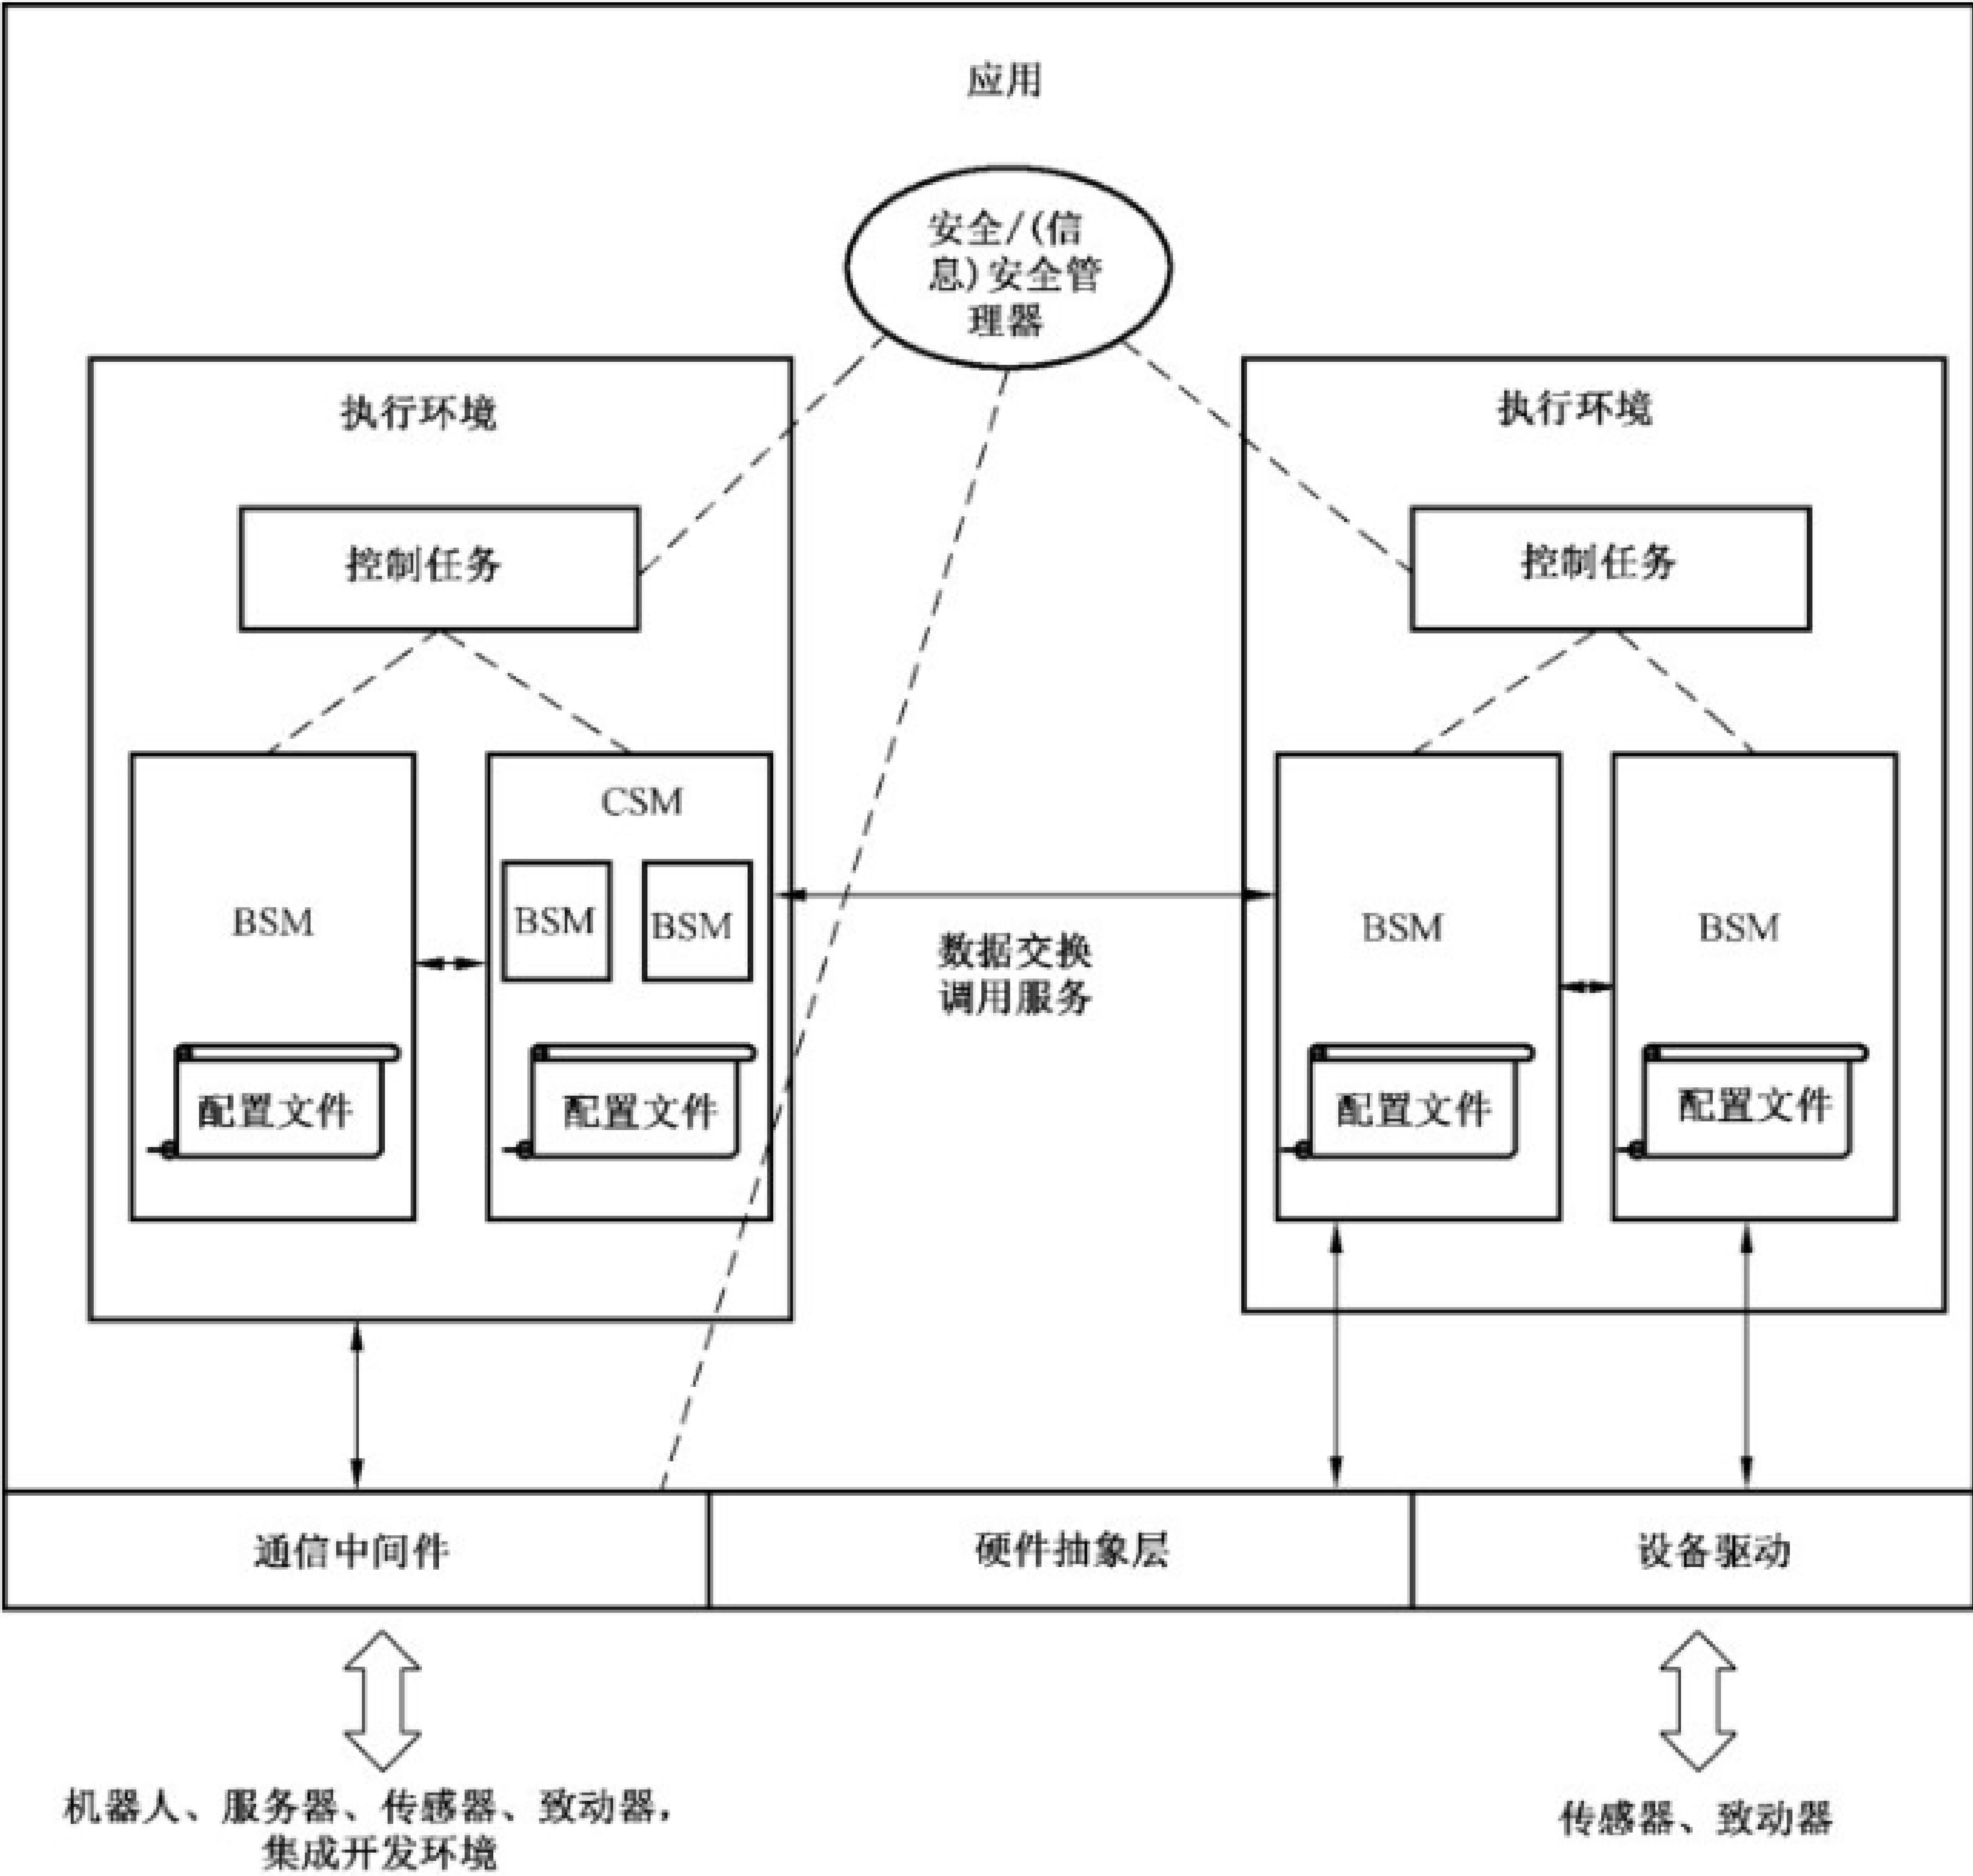 应用
安全/(信
息)安全管
理器
执行环境
执行环境
控制任务
控制任务
CSM
BSM
BSM
BSM
BSM
BSM
数据交换
调用服务
配置文件
配置文件
配置文件
配置文件
通信中间件
硬件抽象层
设备驱动
机器人、服务器、传感器、致动器,
集成开发环境
传感器、致动器